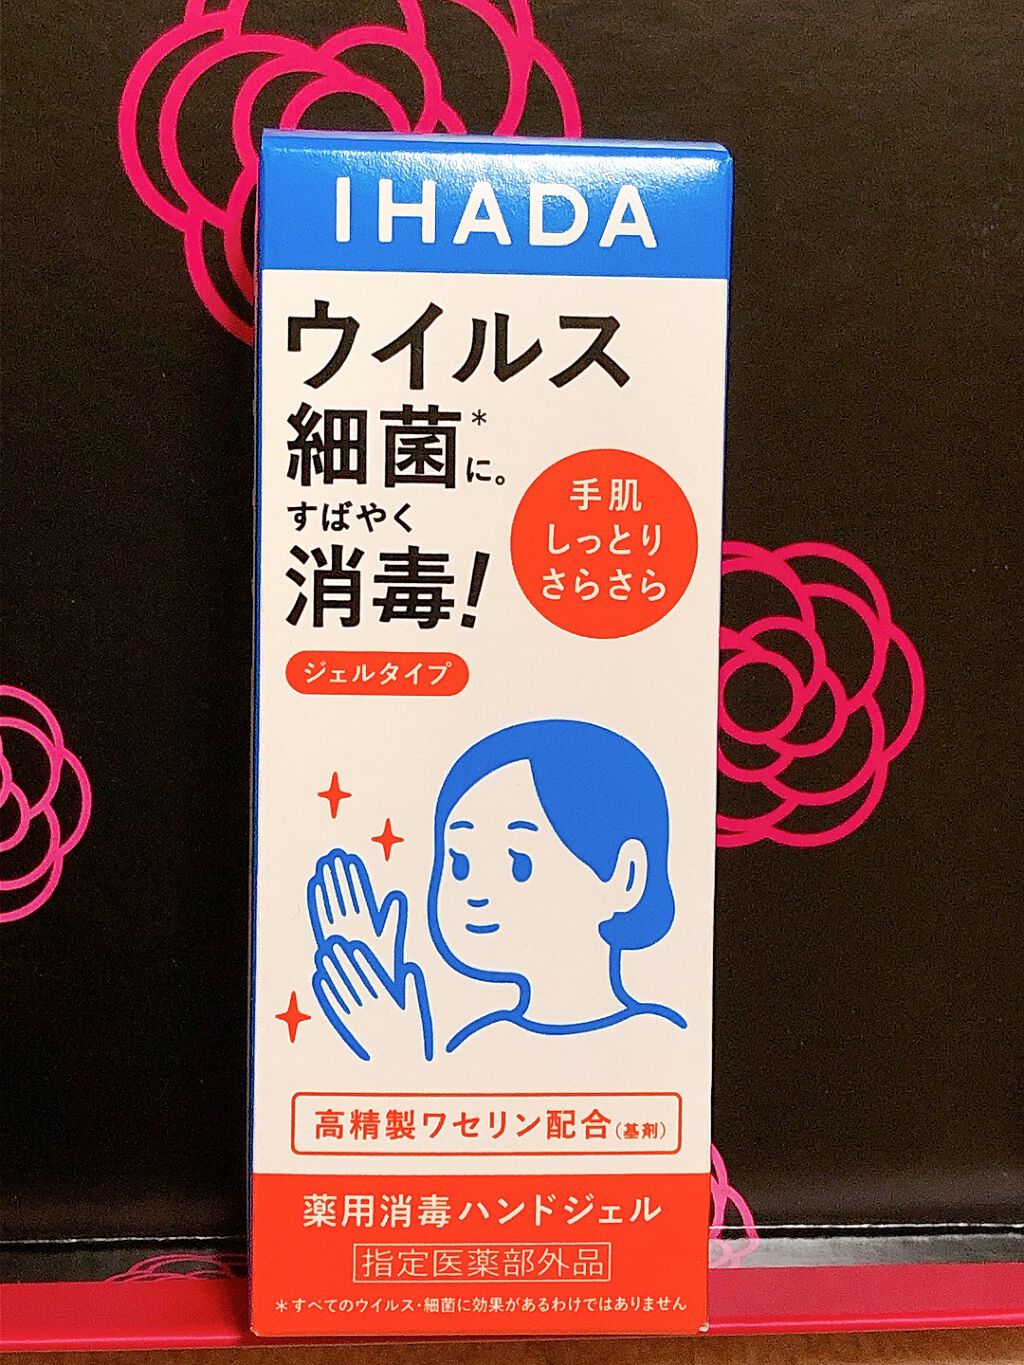 IHADA
ウイルス
細菌*に。
すばやく
消毒!
手肌
しっとり
さらさら
ジェルタイプ
高精製ワセリン配合(基剤)
薬用消毒ハンドジェル
指定医薬部外品
*すべてのウイルス・細菌に効果があるわけではありません